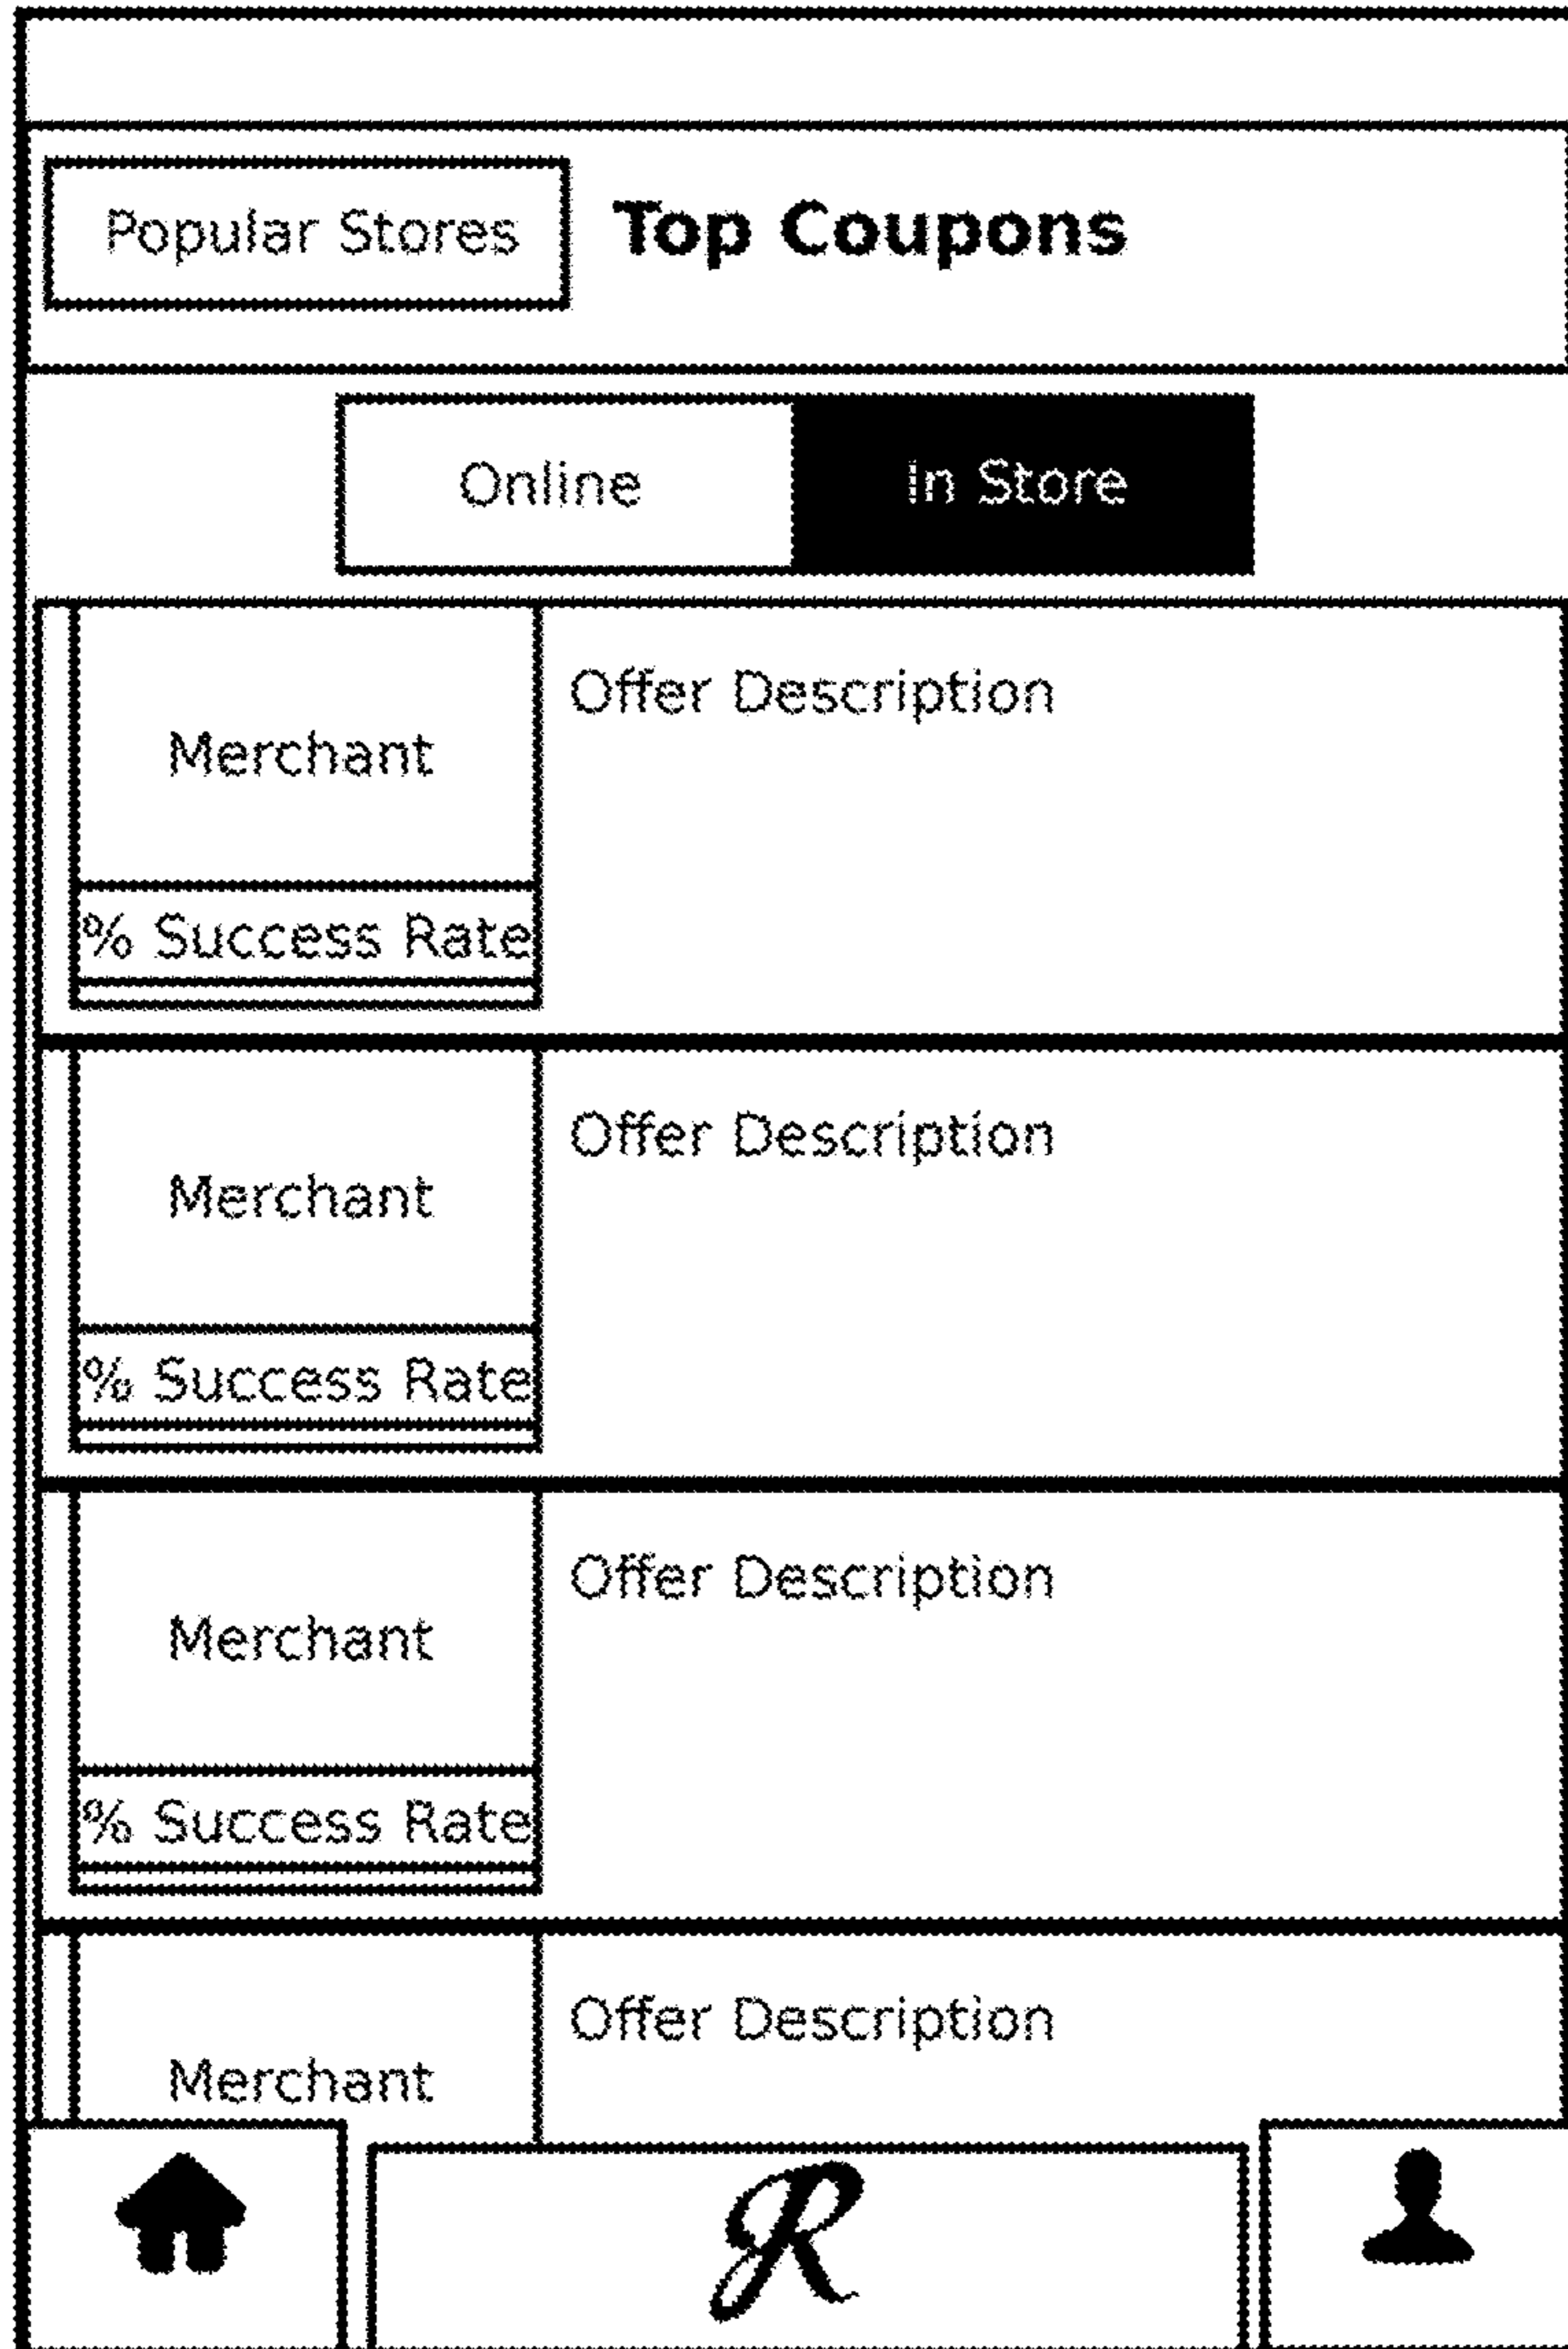 Popular Stores Top Coupons
Online In Store
Offer Description
Merchant
% Success Rate
Offer Description
Merchant
% Success Rate
Offer Description
Merchant
% Success Rate
Offer Description
Merchant
R